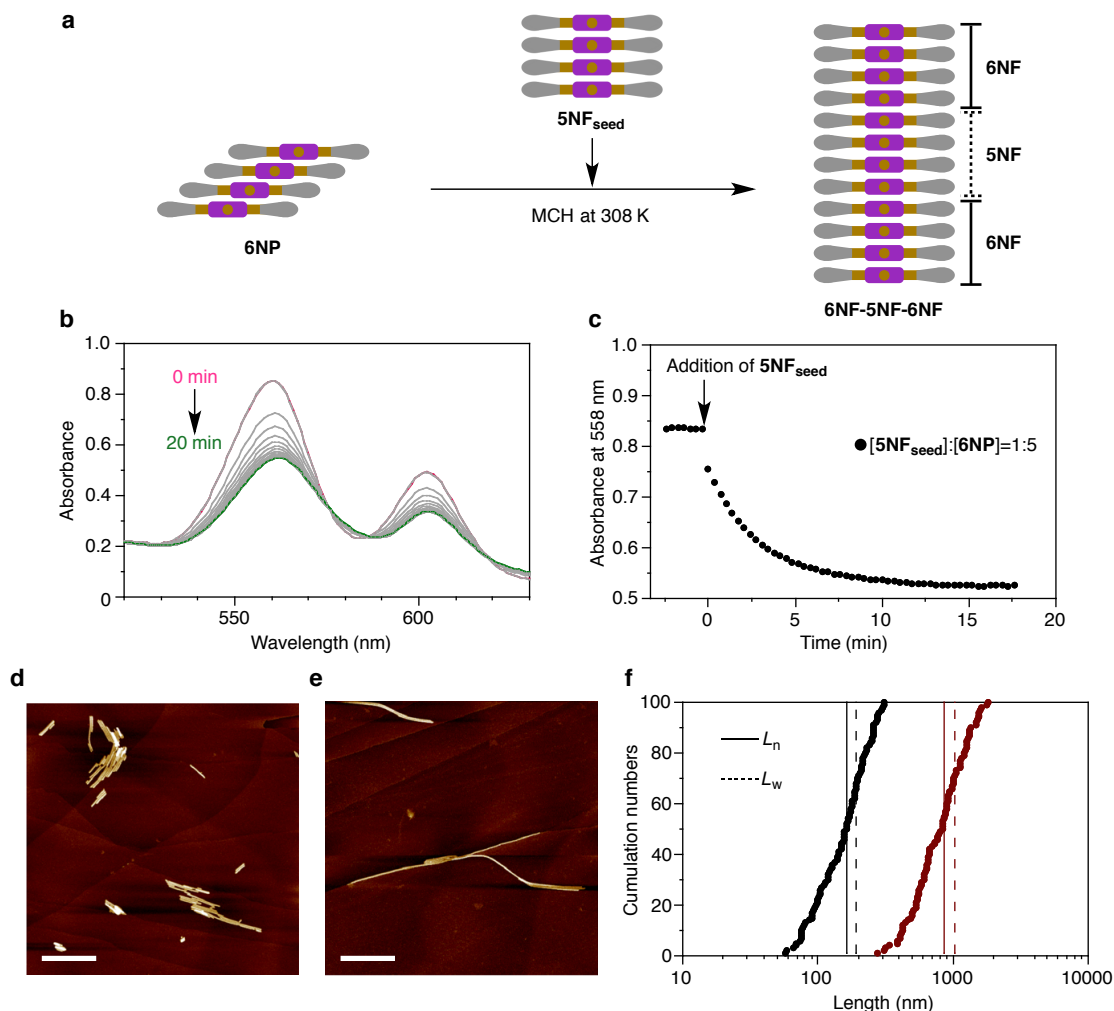 a
5NFseed
MCH at 308 K
6NP
6NF
5NF
6NF
6NF-5NF-6NF
b
1.0
0.8
0.6
0.4
0.2
0
Absorbance
0 min
20 min
550
600
Wavelength (nm)
c
1.0
0.9
0.8
0.7
0.6
0.5
Absorbance at 558 nm
Addition of 5NFseed
[5NFseed]:[6NP]=1:5
0
5
10
15
20
Time (min)
d
e
f
100
80
60
40
20
0
Cumulation numbers
Ln
Lw
10
100
1000
10000
Length (nm)